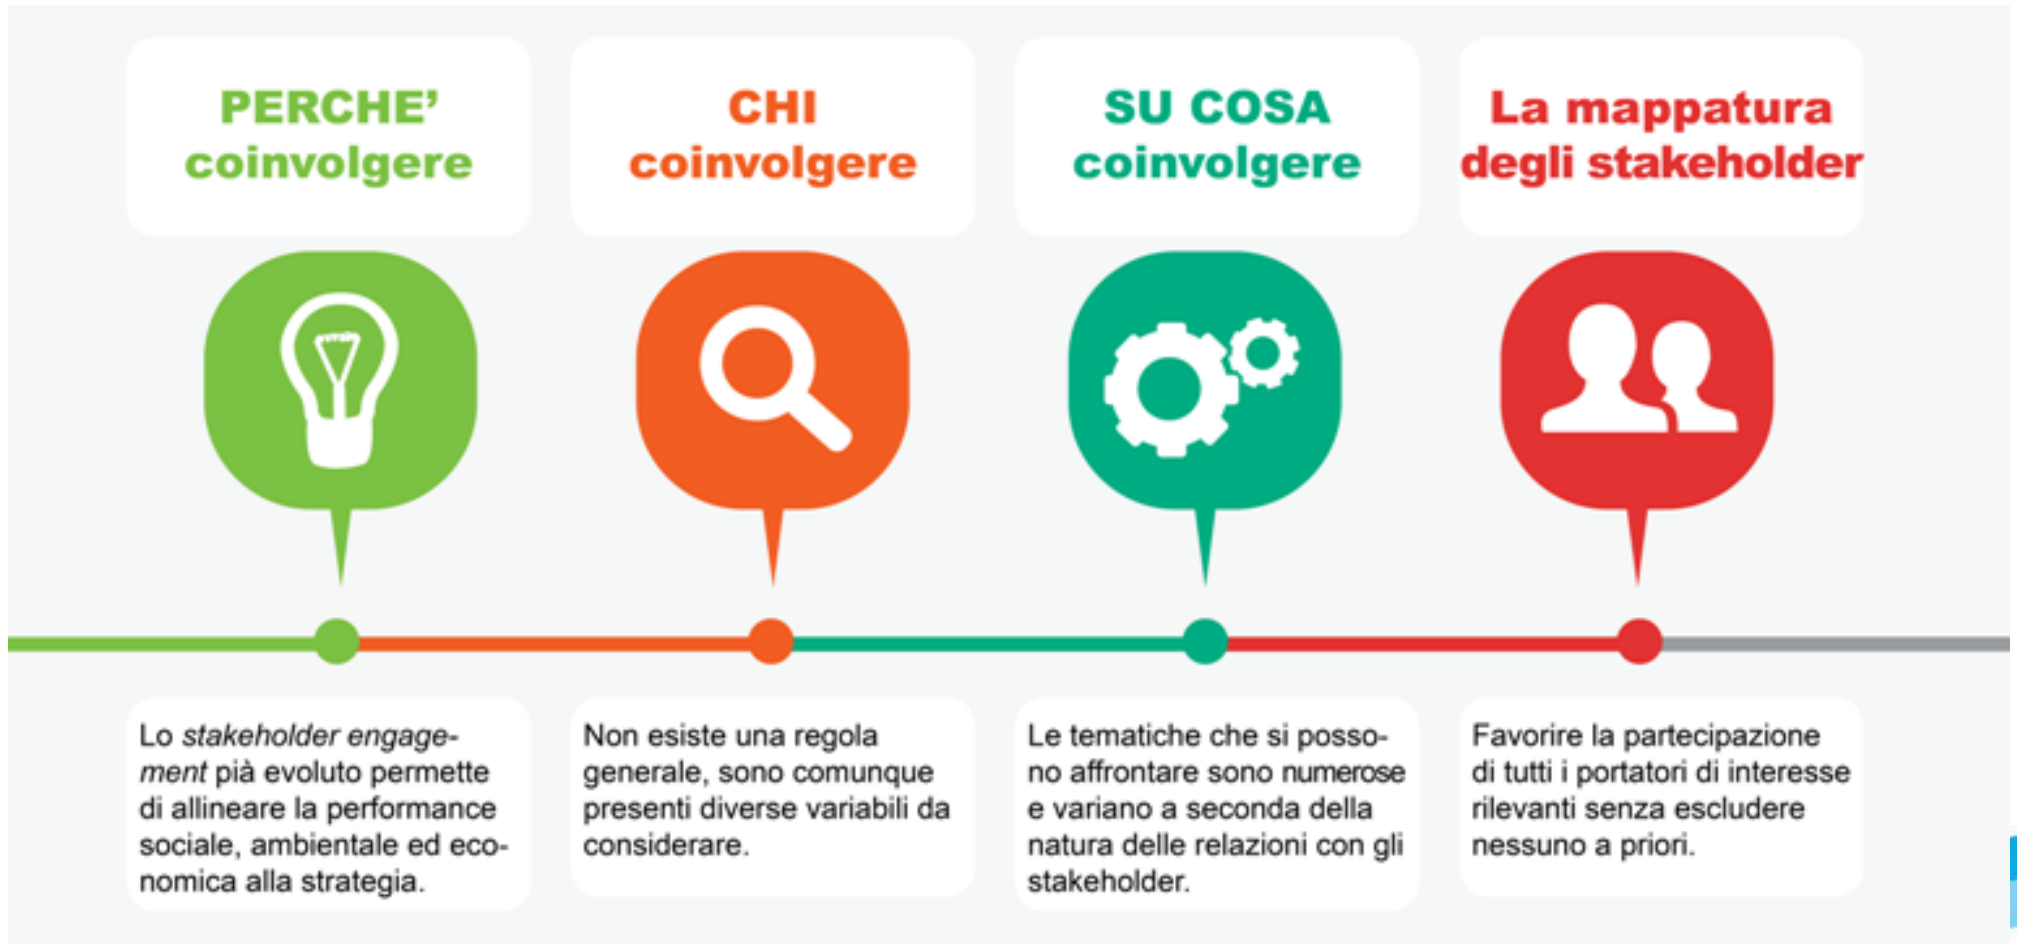 PERCHE’
coinvolgere
CHI
coinvolgere
SU COSA
coinvolgere
La mappatura
degli stakeholder
Lo stakeholder engage-
ment pià evoluto permette
di allineare la performance
sociale, ambientale ed eco-
nomica alla strategia.
Non esiste una regola
generale, sono comunque
presenti diverse variabili da
considerare.
Le tematiche che si posso-
no affrontare sono numerose
e variano a seconda della
natura delle relazioni con gli
stakeholder.
Favorire la partecipazione
di tutti i portatori di interesse
rilevanti senza escludere
nessuno a priori.